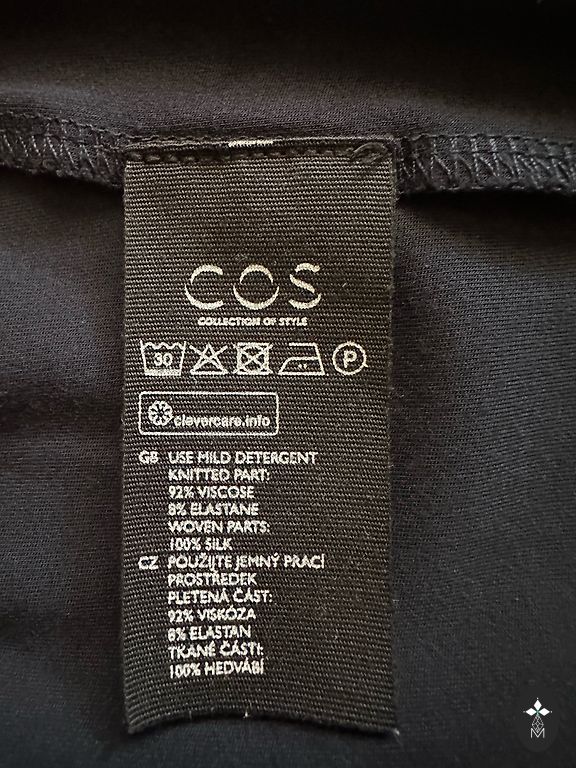 COS
COLLECTION OF STYLE
30 P
clevercare.info
GB USE MILD DETERGENT
KNITTED PART:
92% VISCOSE
8% ELASTANE
WOVEN PARTS:
100% SILK
CZ POUŽIJTE JEMNÝ PRACÍ
PROSTŘEDEK
PLETENÁ ČÁST:
92% VISKÓZA
8% ELASTAN
TKANÉ ČÁSTI:
100% HEDVÁBÍ
M